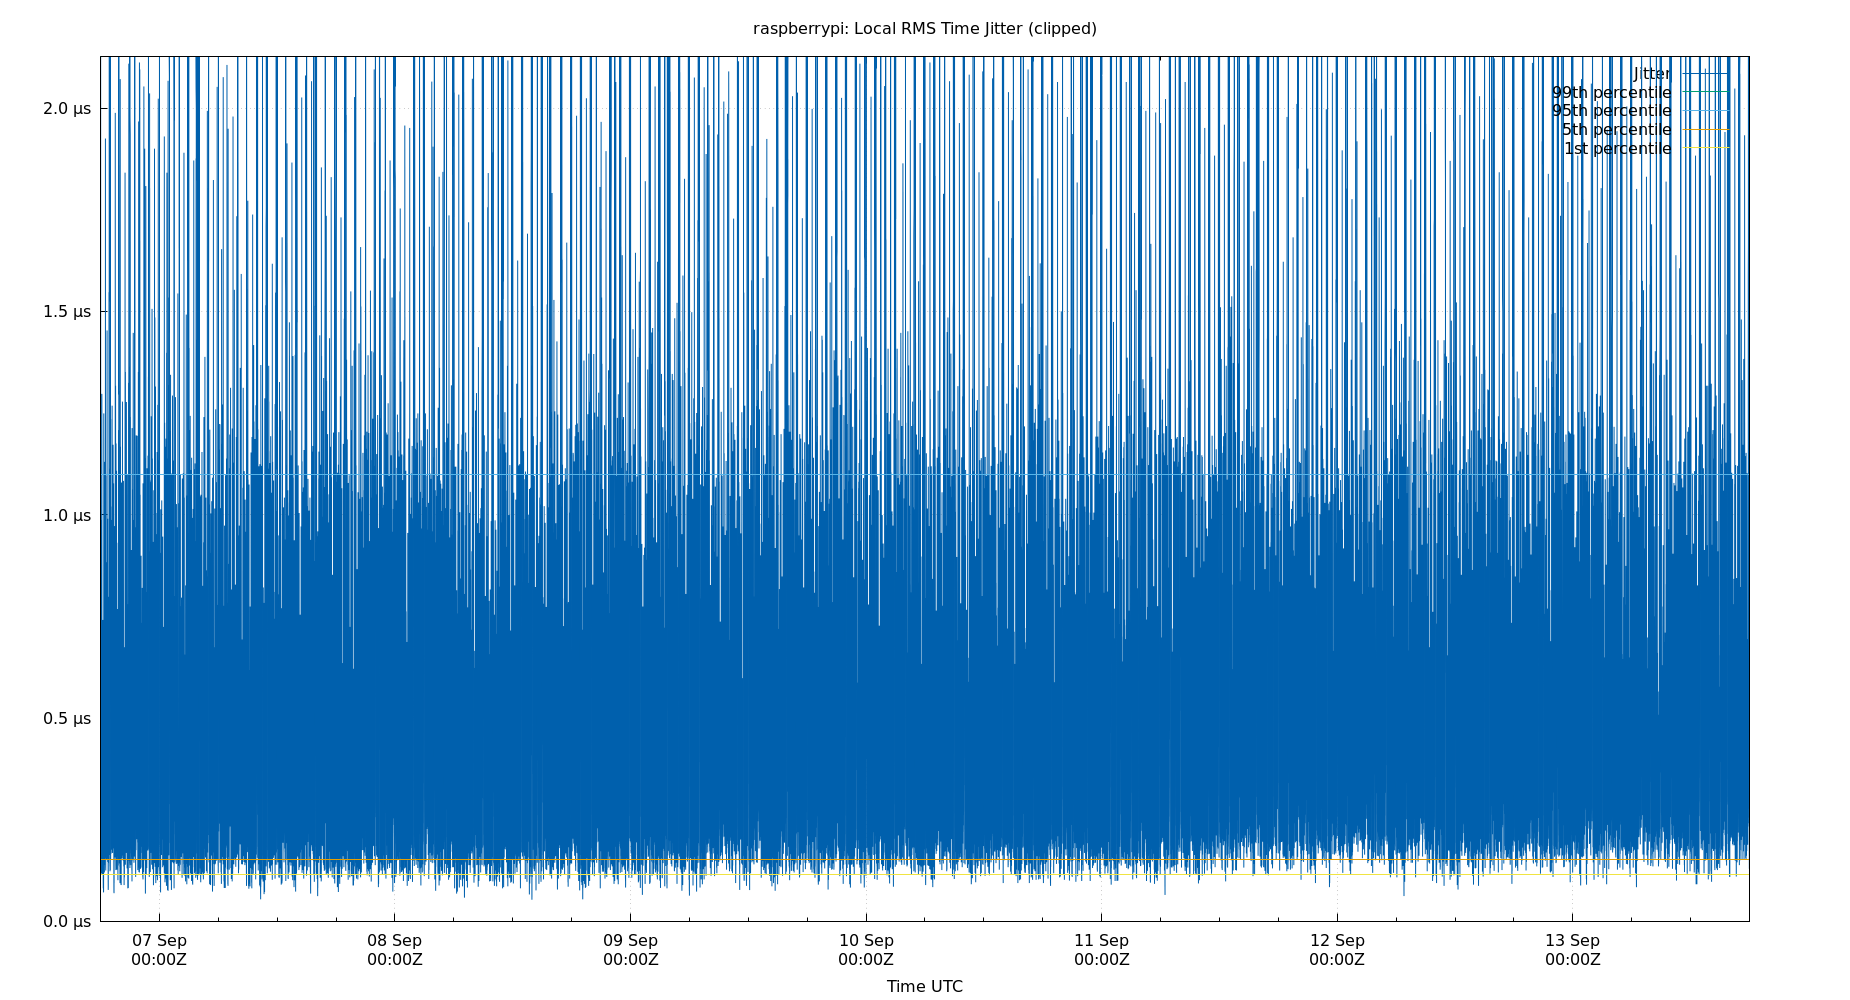 raspberrypi: Local RMS Time Jitter (clipped)
Jitter
99th percentile
95th percentile
5th percentile
1st percentile
2.0 µs
1.5 µs
1.0 µs
0.5 µs
0.0 µs
07 Sep 08 Sep 09 Sep 10 Sep 11 Sep 12 Sep 13 Sep
00:00Z 00:00Z 00:00Z 00:00Z 00:00Z 00:00Z 00:00Z
Time UTC